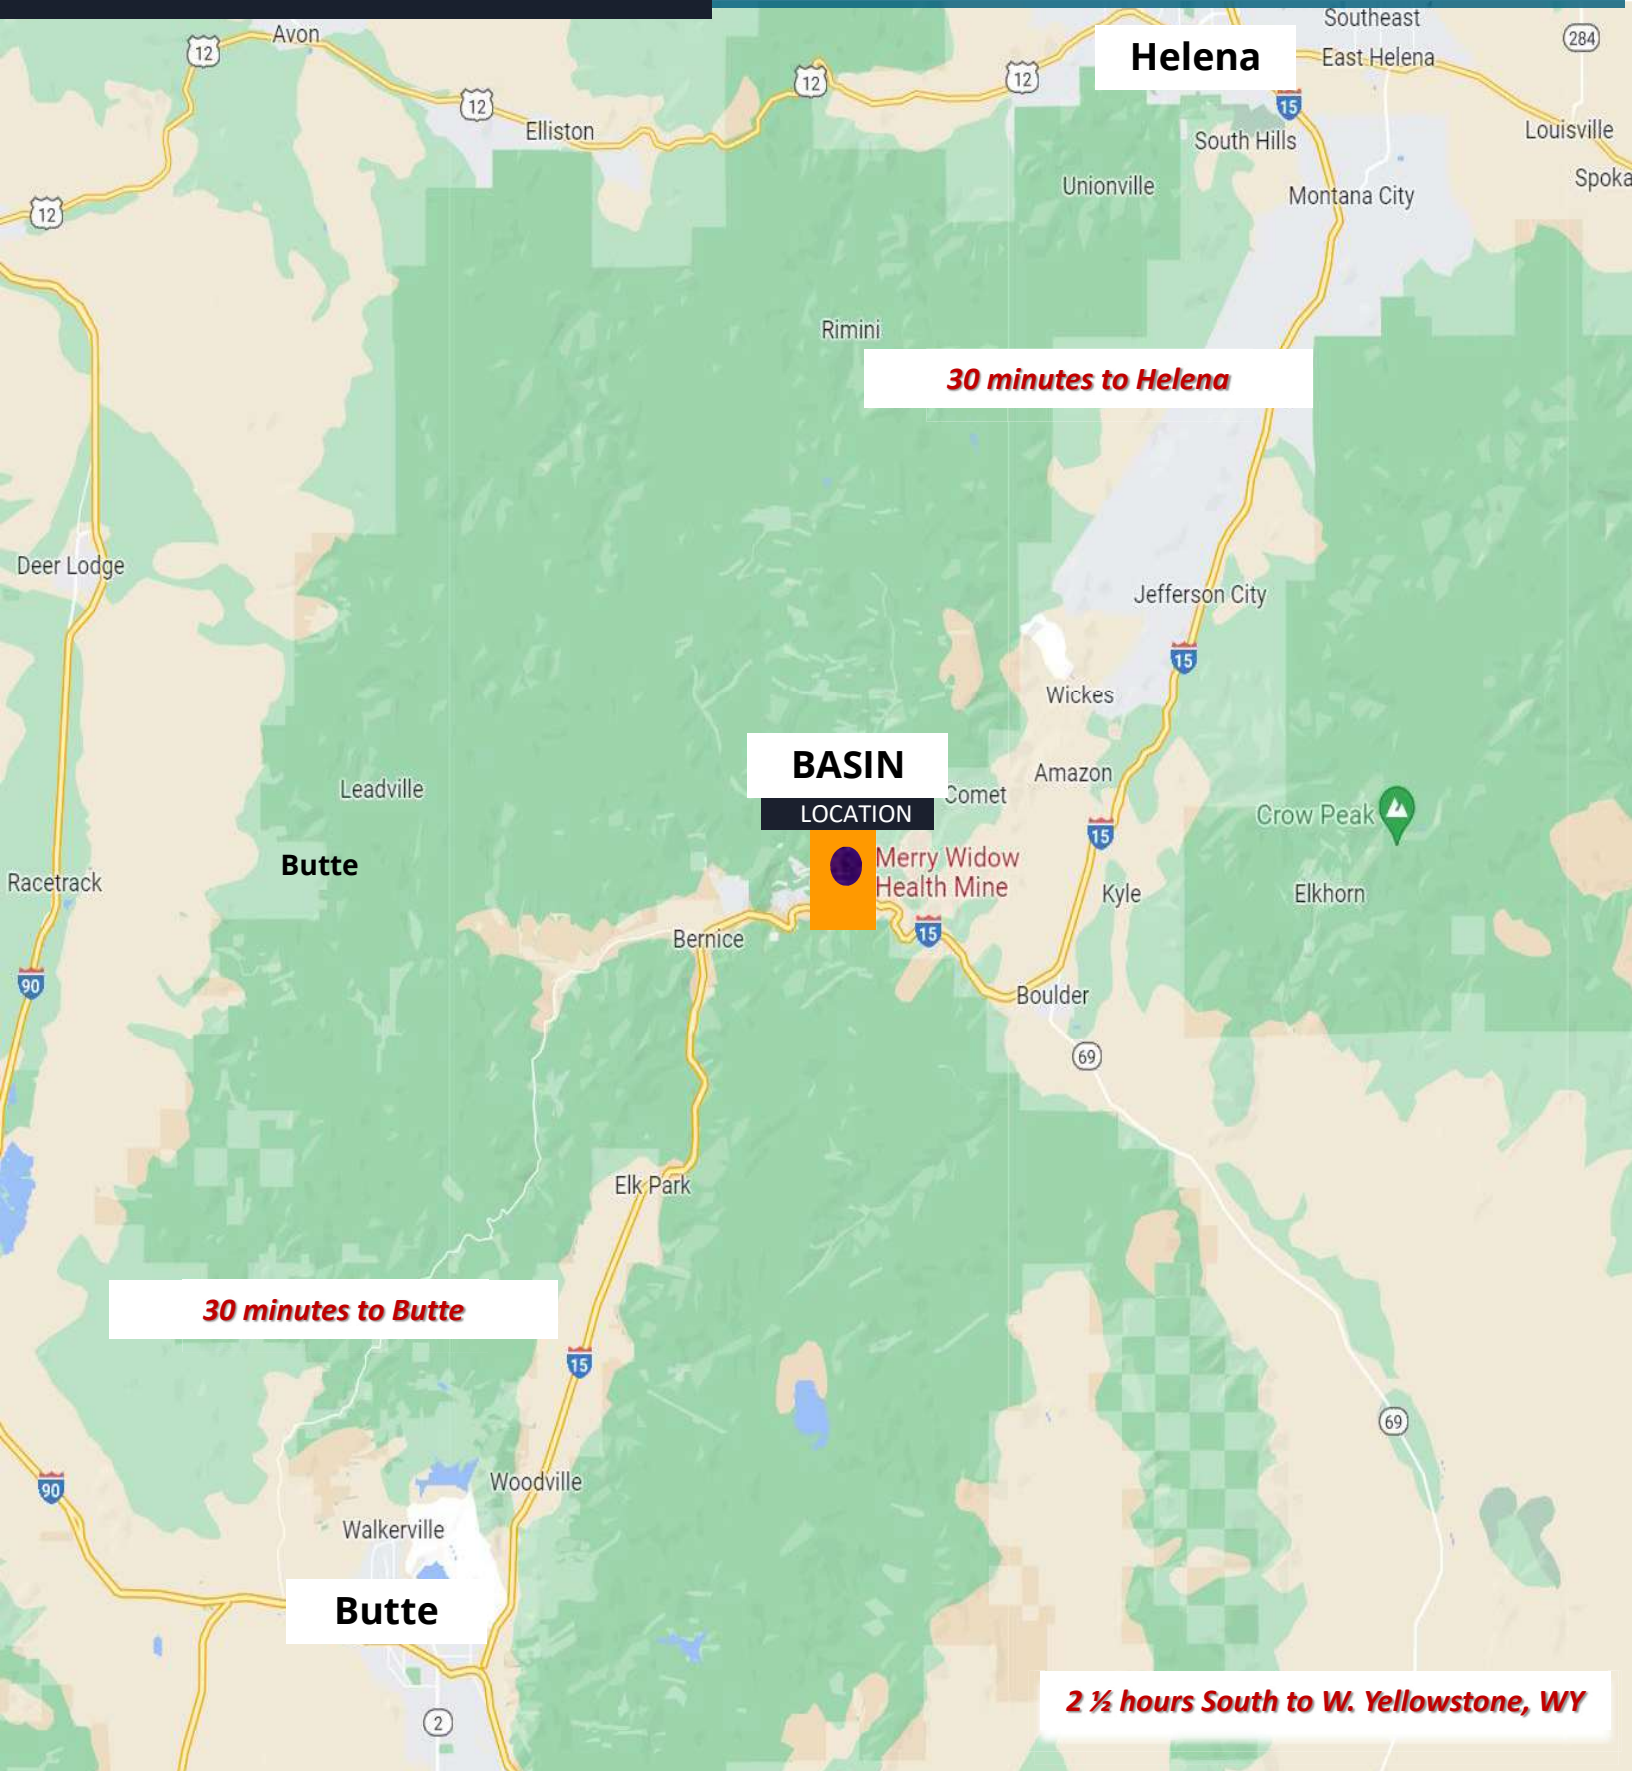 Southeast
Avon
12
Helena
East Helena
284
12
12
12
15
Elliston
South Hills
Louisville
Unionville
Montana City
Spoka
12
Rimini
30 minutes to Helena
Deer Lodge
Jefferson City
15
Wickes
BASIN
Amazon
Leadville
Comet
LOCATION
Crow Peak
15
Butte
Merry Widow
Health Mine
Racetrack
Kyle
Elkhorn
Bernice
15
90
Boulder
69
Elk Park
30 minutes to Butte
15
69
90
Woodville
Walkerville
Butte
2 ½ hours South to W. Yellowstone, WY
2